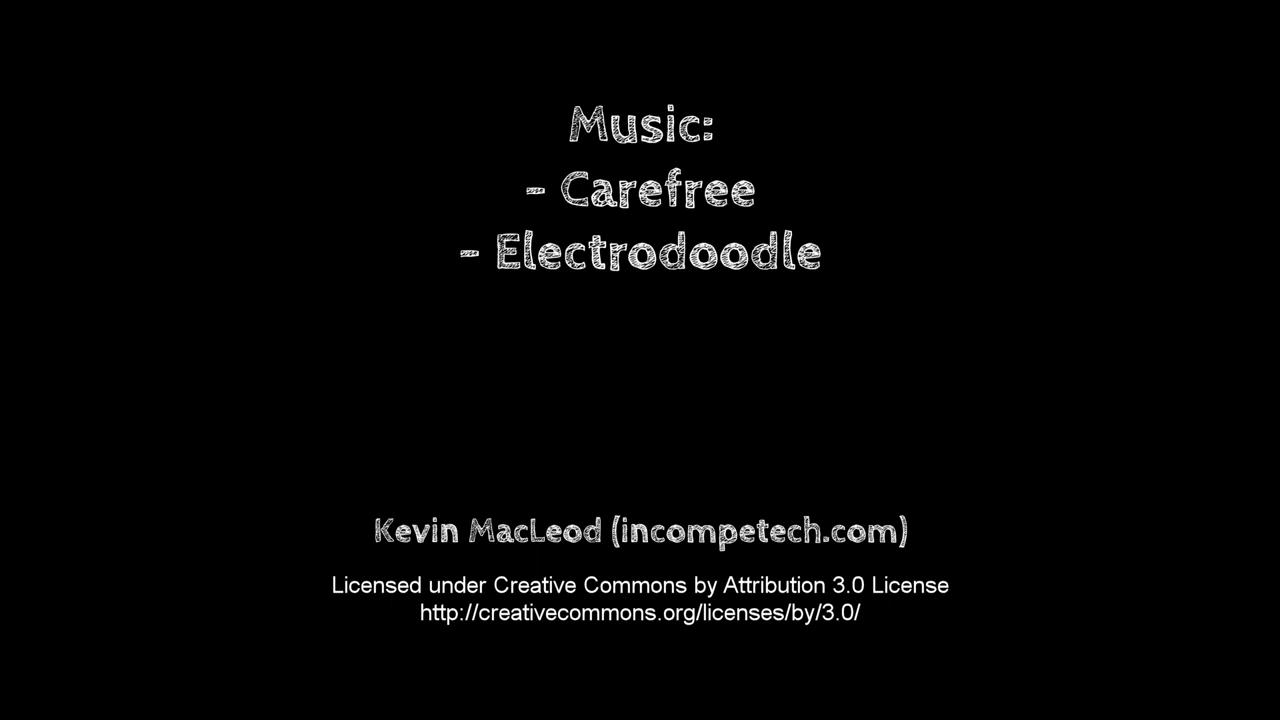 Music:
- Carefree
- Electrodoodle
Kevin MacLeod (incompetech.com)
Licensed under Creative Commons by Attribution 3.0 License
http://creativecommons.org/licenses/by/3.0/